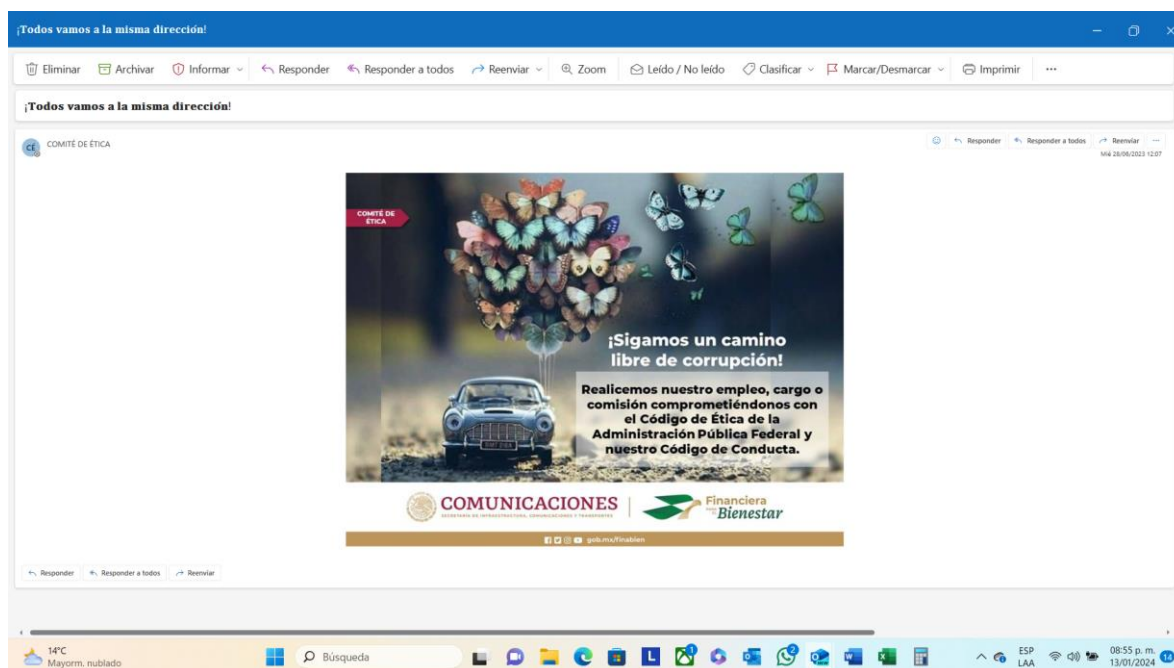 ¡Todos vamos a la misma dirección!
Eliminar Archivar Informar Responder Responder a todos Reenviar Zoom Leído / No leído Clasificar Marcar/Desmarcar Imprimir ...
¡Todos vamos a la misma dirección!
CÉ COMITÉ DE ÉTICA
Responder Responder a todos Reenviar ...
Mié 28/06/2023 12:07
COMITÉ DE
ÉTICA
¡Sigamos un camino
libre de corrupción!
Realicemos nuestro empleo, cargo o
comisión comprometiéndonos con
el Código de Ética de la
Administración Pública Federal y
nuestro Código de Conducta.
COMUNICACIONES
SECRETARÍA DE INFRAESTRUCTURA, COMUNICACIONES Y TRANSPORTES
Financiera
PARA EL
Bienestar
gob.mx/finabien
Responder Responder a todos Reenviar
14°C
Mayorm. nublado
Búsqueda
ESP
LAA
08:55 p. m.
13/01/2024